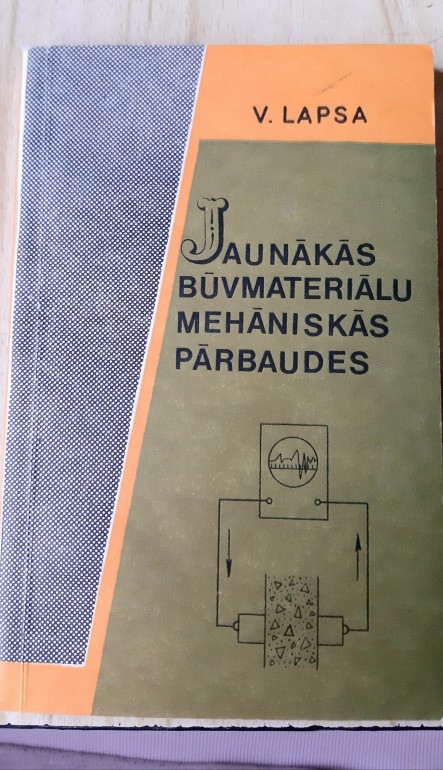 V. LAPSA
JAUNĀKĀS
BŪVMATERIĀLU
MEHĀNISKĀS
PĀRBAUDES